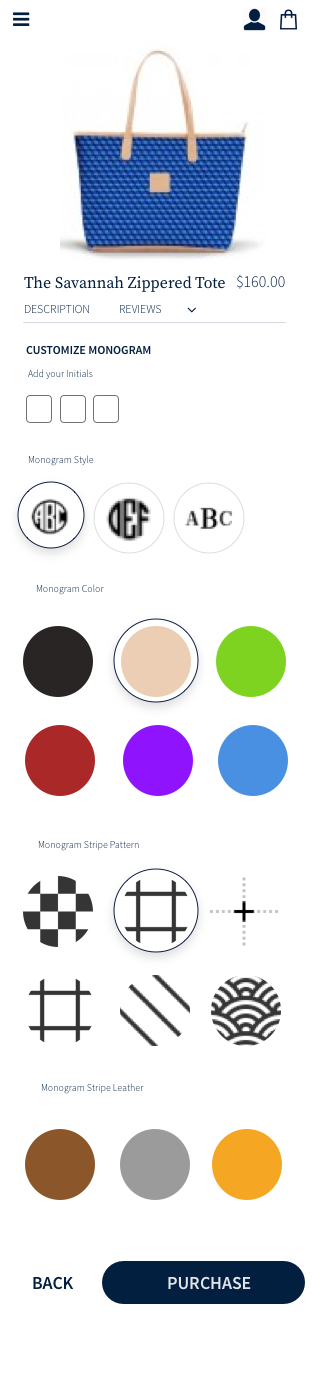 The Savannah Zippered Tote $160.00
DESCRIPTION REVIEWS
CUSTOMIZE MONOGRAM
Add your Initials
Monogram Style
ABC DEF ABC
Monogram Color
Monogram Stripe Pattern
Monogram Stripe Leather
BACK PURCHASE